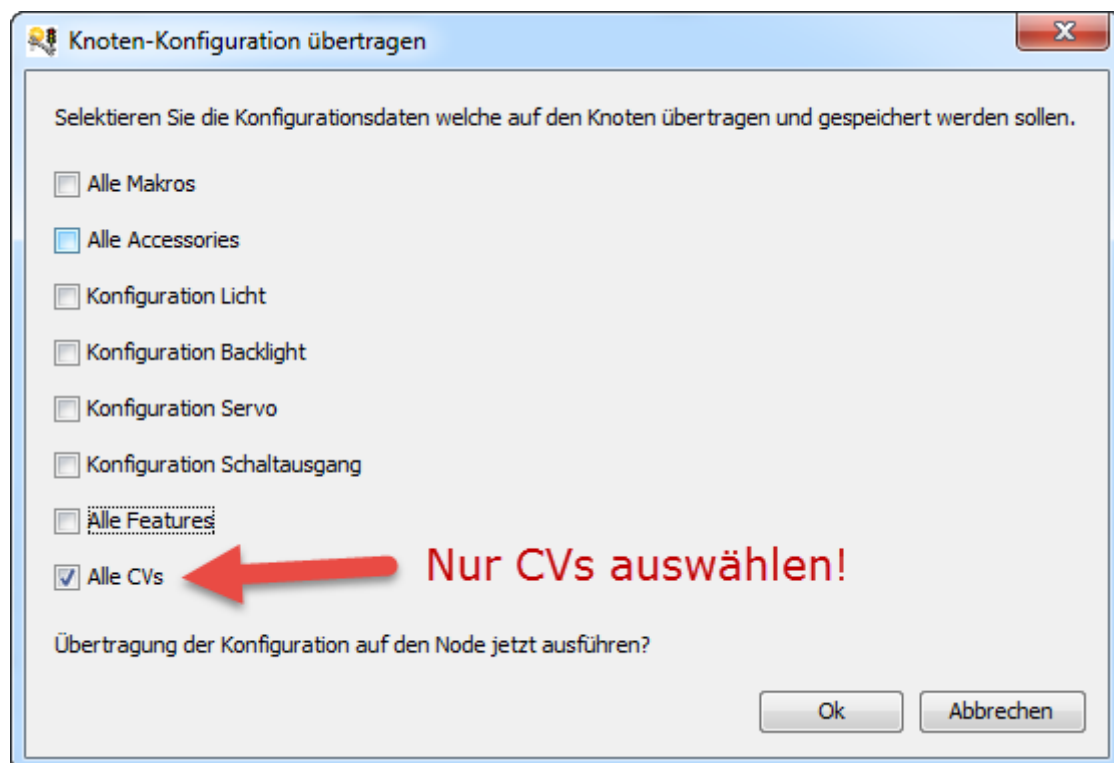 Knoten-Konfiguration übertragen
Selektieren Sie die Konfigurationsdaten welche auf den Knoten übertragen und gespeichert werden sollen.
Alle Makros
Alle Accessories
Konfiguration Licht
Konfiguration Backlight
Konfiguration Servo
Konfiguration Schaltausgang
Alle Features
Alle CVs Nur CVs auswählen!
Übertragung der Konfiguration auf den Node jetzt ausführen?
Ok Abbrechen